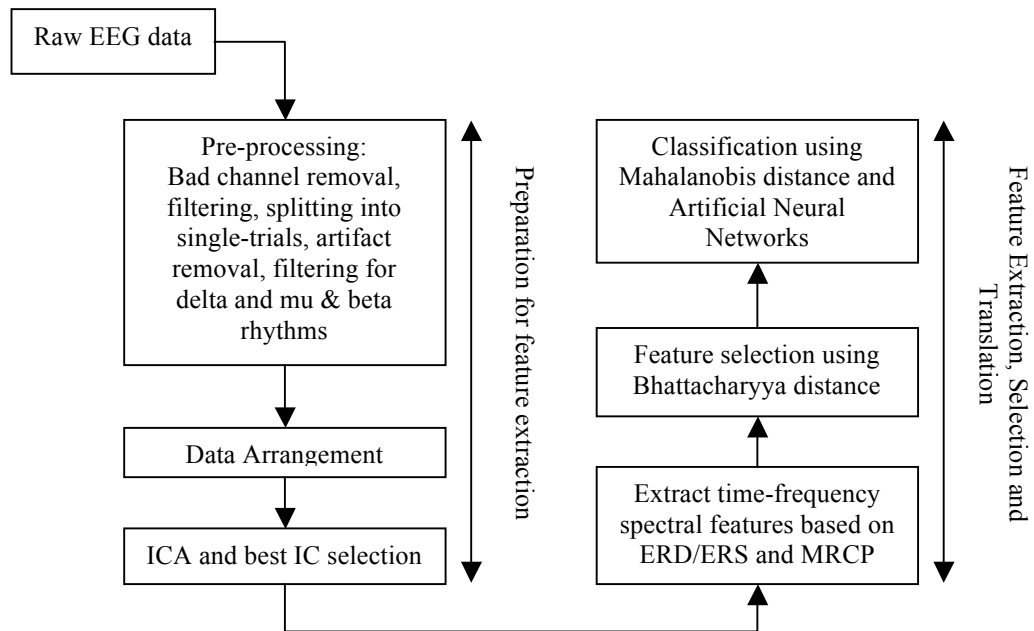 Raw EEG data
Pre-processing:
Bad channel removal,
filtering, splitting into
single-trials, artifact
removal, filtering for
delta and mu & beta
rhythms
Data Arrangement
ICA and best IC selection
Preparation for feature extraction
Classification using
Mahalanobis distance and
Artificial Neural
Networks
Feature selection using
Bhattacharyya distance
Extract time-frequency
spectral features based on
ERD/ERS and MRCP
Feature Extraction, Selection and
Translation